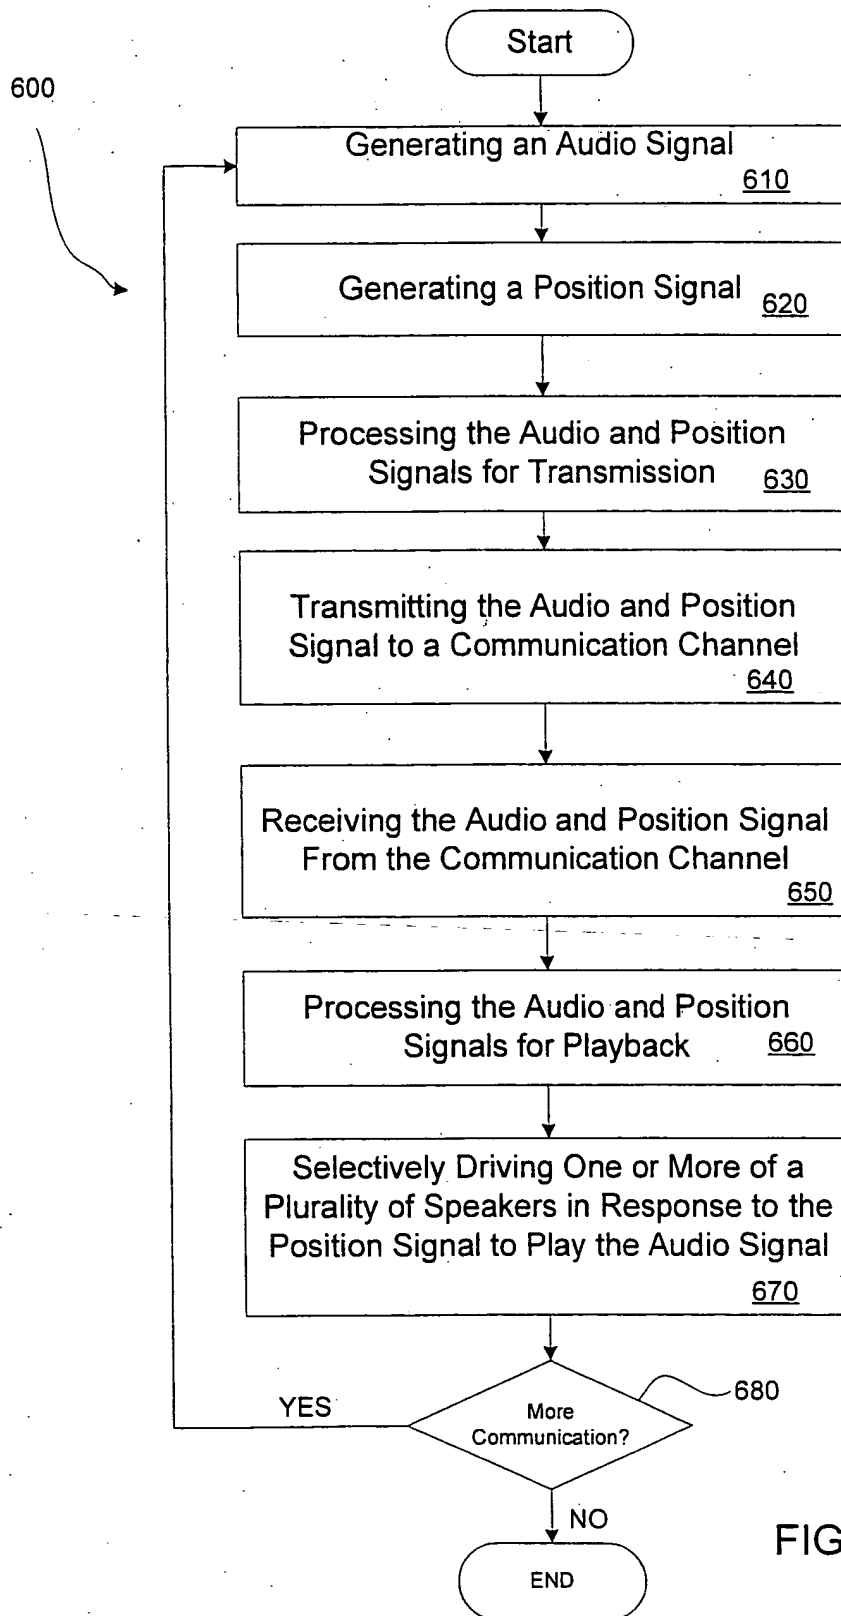 Start
600
Generating an Audio Signal
610
Generating a Position Signal
620
Processing the Audio and Position
Signals for Transmission
630
Transmitting the Audio and Position
Signal to a Communication Channel
640
Receiving the Audio and Position Signal
From the Communication Channel
650
Processing the Audio and Position
Signals for Playback
660
Selectively Driving One or More of a
Plurality of Speakers in Response to the
Position Signal to Play the Audio Signal
670
680
YES
More
Communication?
NO
FIG
END